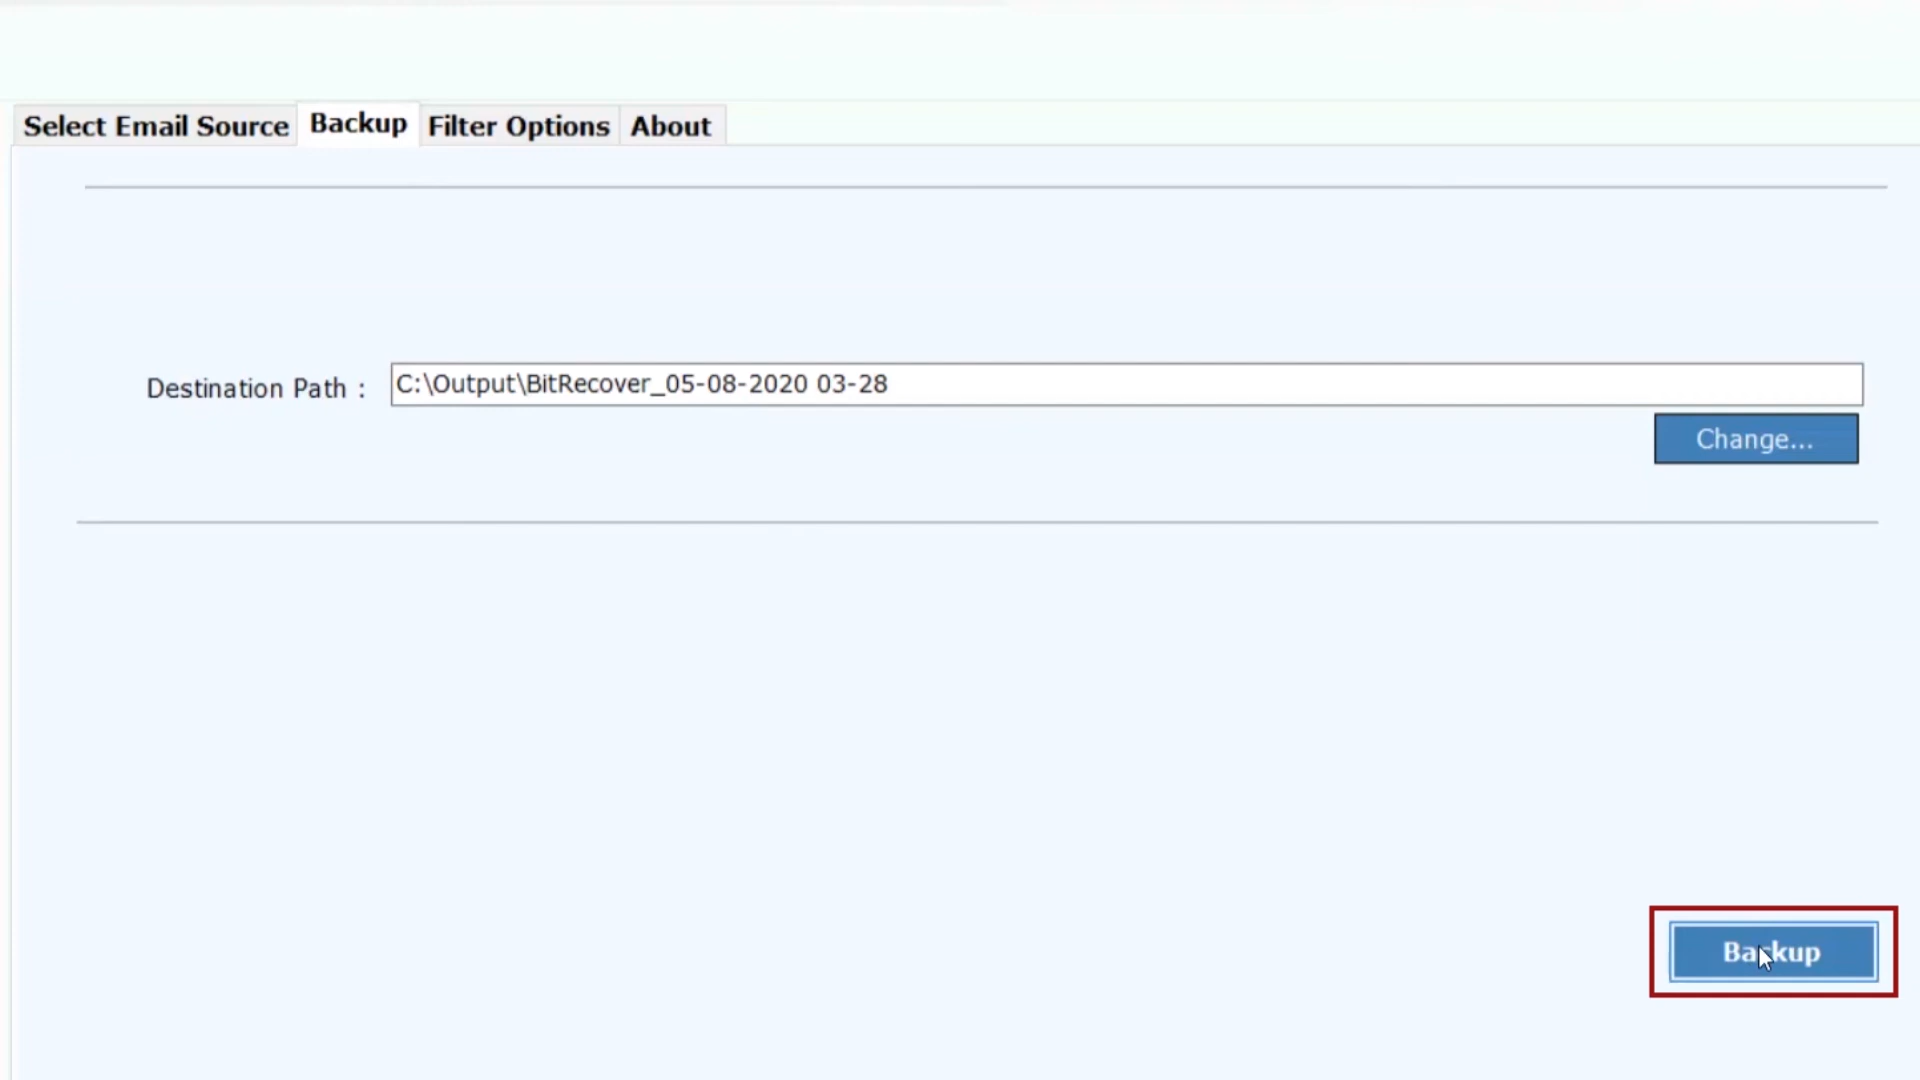 Select Email Source Backup Filter Options About
Destination Path : C:\Output\BitRecover_05-08-2020 03-28
Change...
Backup